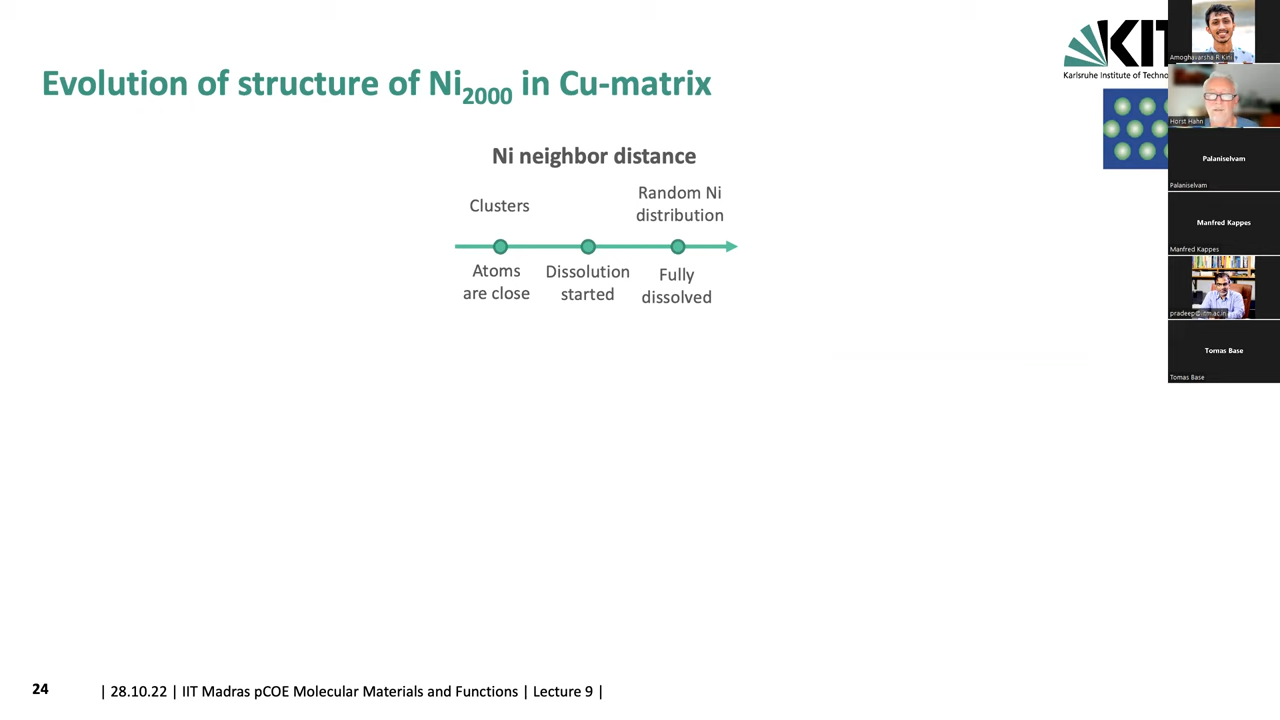 Evolution of structure of Ni2000 in Cu-matrix
KIT
Karlsruhe Institute of Techno
Ni neighbor distance
Clusters
Random Ni
distribution
Atoms
are close
Dissolution
started
Fully
dissolved
24
| 28.10.22 | IIT Madras pCOE Molecular Materials and Functions | Lecture 9 |
Amoghavarsha R Kini
Horst Hahn
Palaniselvam
Palaniselvam
Manfred Kappes
Manfred Kappes
pradeep@iitm.ac.in
Tomas Base
Tomas Base